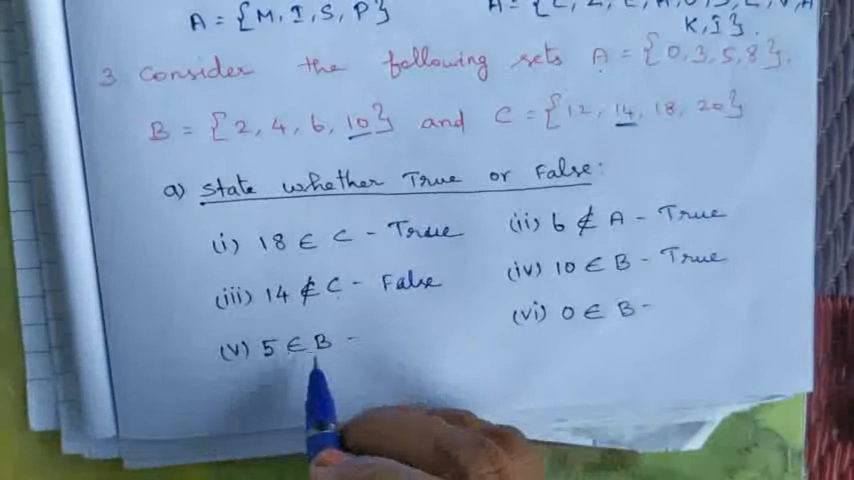 A = {M, I, S, P}
K, I}.
3 Consider the following sets A = {0, 3, 5, 8}.
B = {2, 4, 6, 10} and C = {12, 14, 18, 20}
a) State whether True or False:
(i) 18 ∈ C - True (ii) 6 ∉ A - True
(iii) 14 ∉ C - False (iv) 10 ∈ B - True
(v) 5 ∈ B - (vi) 0 ∈ B -